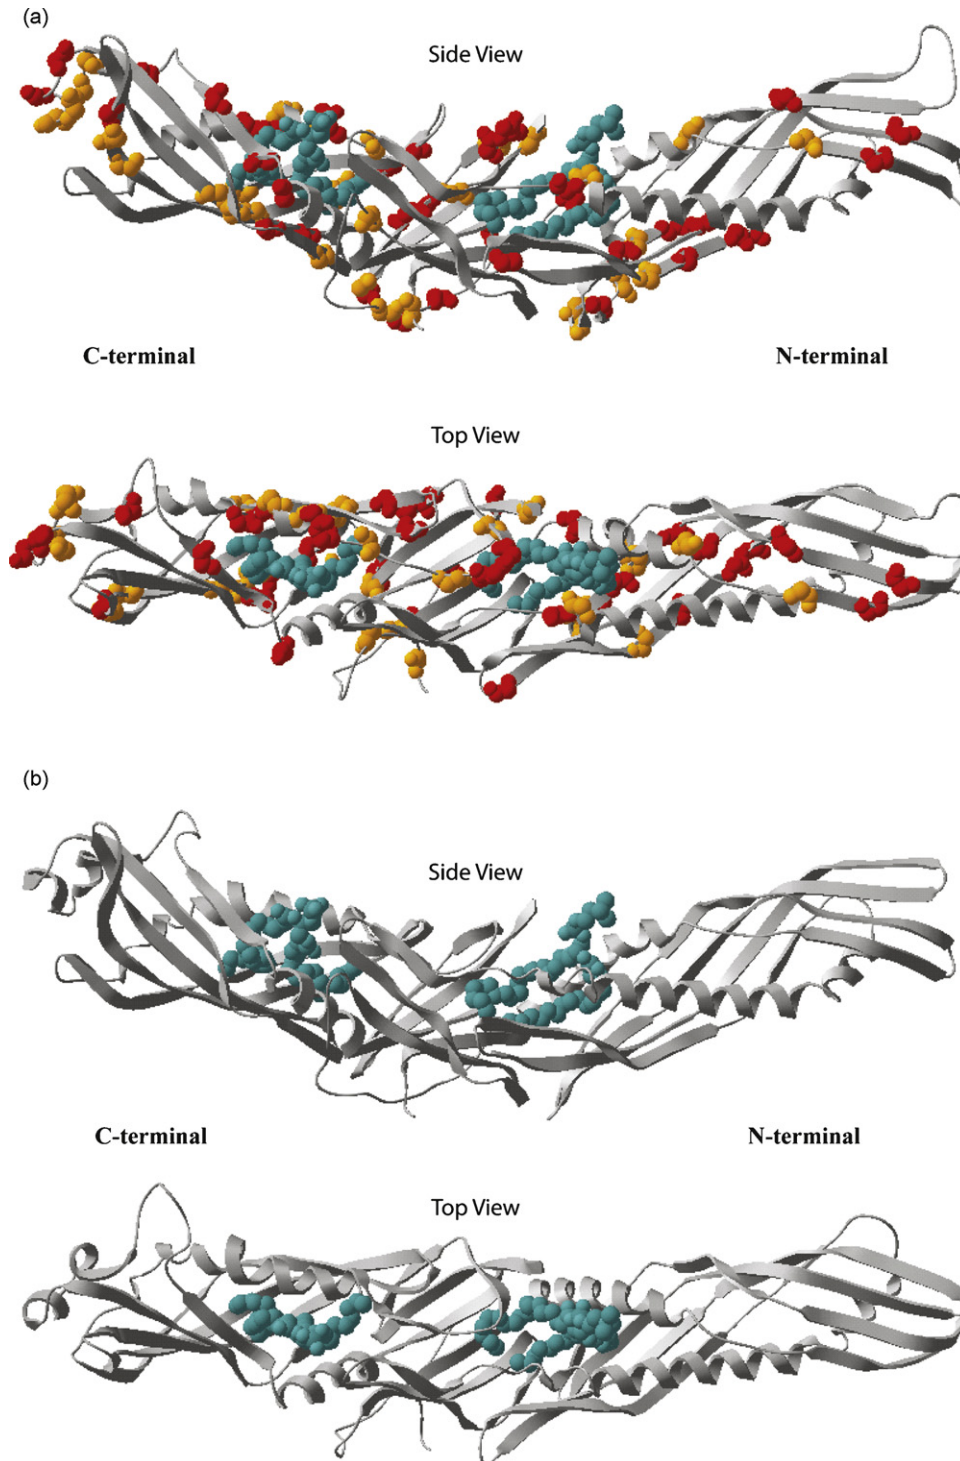 (a)
Side View
C-terminal
N-terminal
Top View
(b)
Side View
C-terminal
N-terminal
Top View